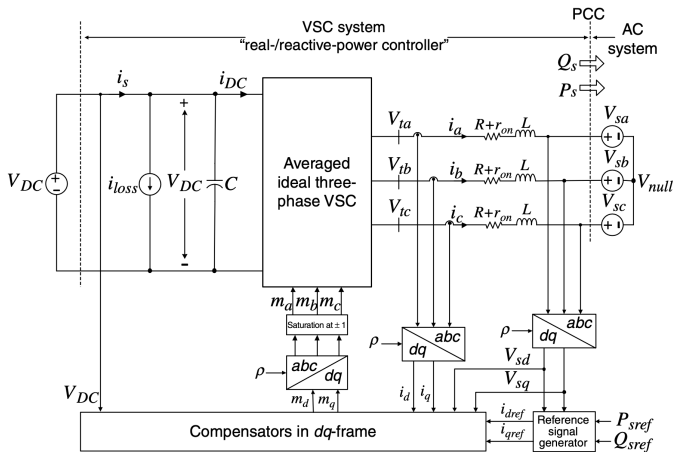 VSC system
"real-/reactive-power controller"
PCC
AC
system
Q_s
P_s
i_s
i_DC
V_DC
i_loss
V_DC
C
Averaged
ideal three-
phase VSC
V_ta
i_a
R+r_on
L
V_sa
V_tb
i_b
R+r_on
L
V_sb
V_null
V_tc
i_c
R+r_on
L
V_sc
m_a m_b m_c
Saturation at ± 1
ρ
abc
dq
ρ
abc
dq
ρ
abc
dq
V_DC
m_d
m_q
i_d
i_q
V_sd
V_sq
Compensators in dq-frame
i_dref
i_qref
Reference
signal
generator
P_sref
Q_sref